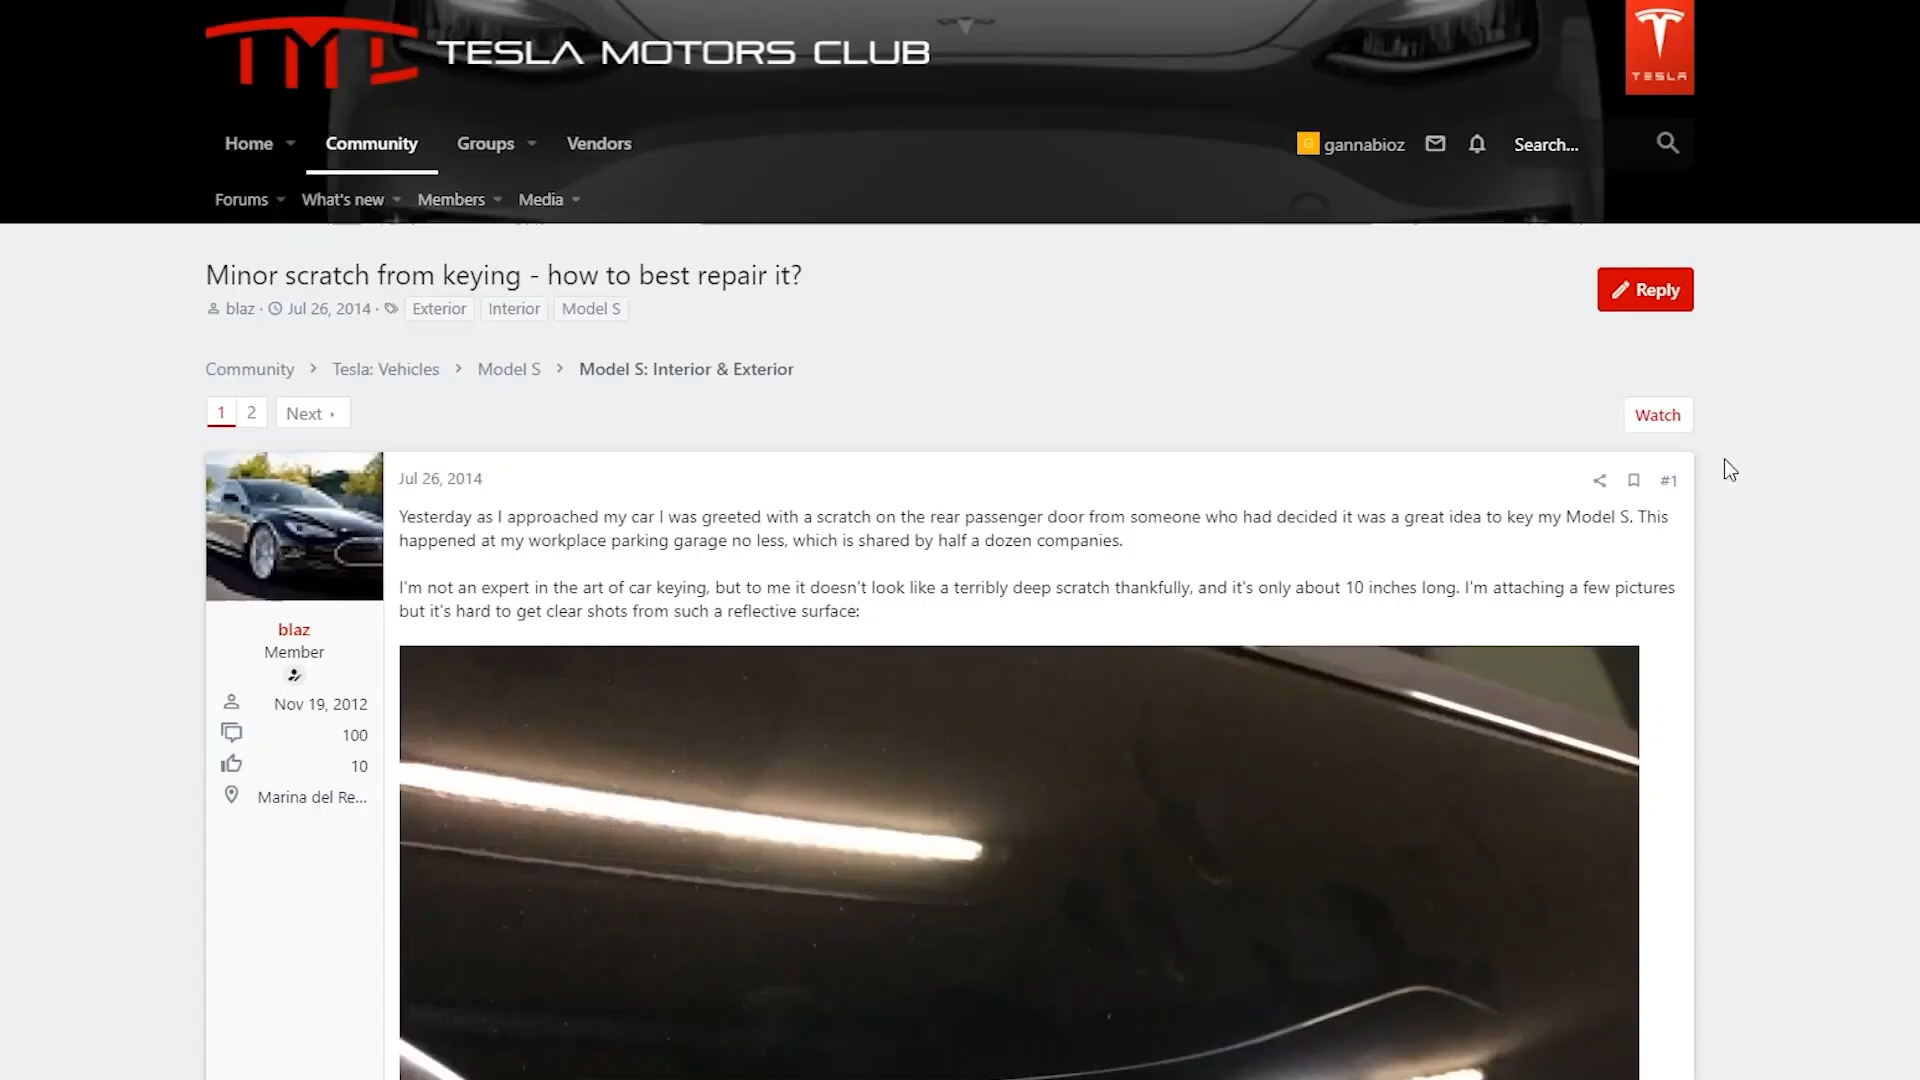 TMC TESLA MOTORS CLUB
TESLA
Home Community Groups Vendors
G gannabioz Search...
Forums What's new Members Media
Minor scratch from keying - how to best repair it?
blaz · Jul 26, 2014 · Exterior Interior Model S
Reply
Community > Tesla: Vehicles > Model S > Model S: Interior & Exterior
1 2 Next
Watch
Jul 26, 2014
#1
Yesterday as I approached my car I was greeted with a scratch on the rear passenger door from someone who had decided it was a great idea to key my Model S. This
happened at my workplace parking garage no less, which is shared by half a dozen companies.
I'm not an expert in the art of car keying, but to me it doesn't look like a terribly deep scratch thankfully, and it's only about 10 inches long. I'm attaching a few pictures
but it's hard to get clear shots from such a reflective surface:
blaz
Member
Nov 19, 2012
100
10
Marina del Re...